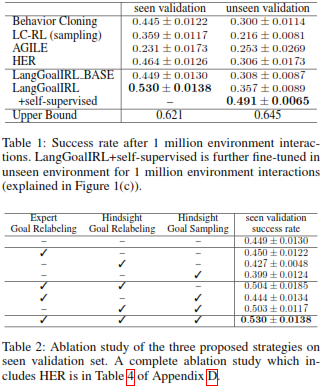 seen validation unseen validation
Behavior Cloning 0.445 ± 0.0122 0.300 ± 0.0114
LC-RL (sampling) 0.359 ± 0.0117 0.216 ± 0.0081
AGILE 0.231 ± 0.0173 0.253 ± 0.0269
HER 0.464 ± 0.0126 0.306 ± 0.0173
LangGoalIRL_BASE 0.449 ± 0.0130 0.308 ± 0.0087
LangGoalIRL 0.530 ± 0.0138 0.357 ± 0.0089
+self-supervised – 0.491 ± 0.0065
Upper Bound 0.621 0.645
Table 1: Success rate after 1 million environment interac-
tions. LangGoalIRL+self-supervised is further fine-tuned in
unseen environment for 1 million environment interactions
(explained in Figure 1(c)).
Expert Hindsight Hindsight seen validation
Goal Relabeling Goal Relabeling Goal Sampling success rate
– – – 0.449 ± 0.0130
✓ – – 0.450 ± 0.0122
– ✓ – 0.427 ± 0.0048
– – ✓ 0.399 ± 0.0124
✓ ✓ – 0.504 ± 0.0185
✓ – ✓ 0.444 ± 0.0134
– ✓ ✓ 0.503 ± 0.0117
✓ ✓ ✓ 0.530 ± 0.0138
Table 2: Ablation study of the three proposed strategies on
seen validation set. A complete ablation study which in-
cludes HER is in Table 4 of Appendix D.